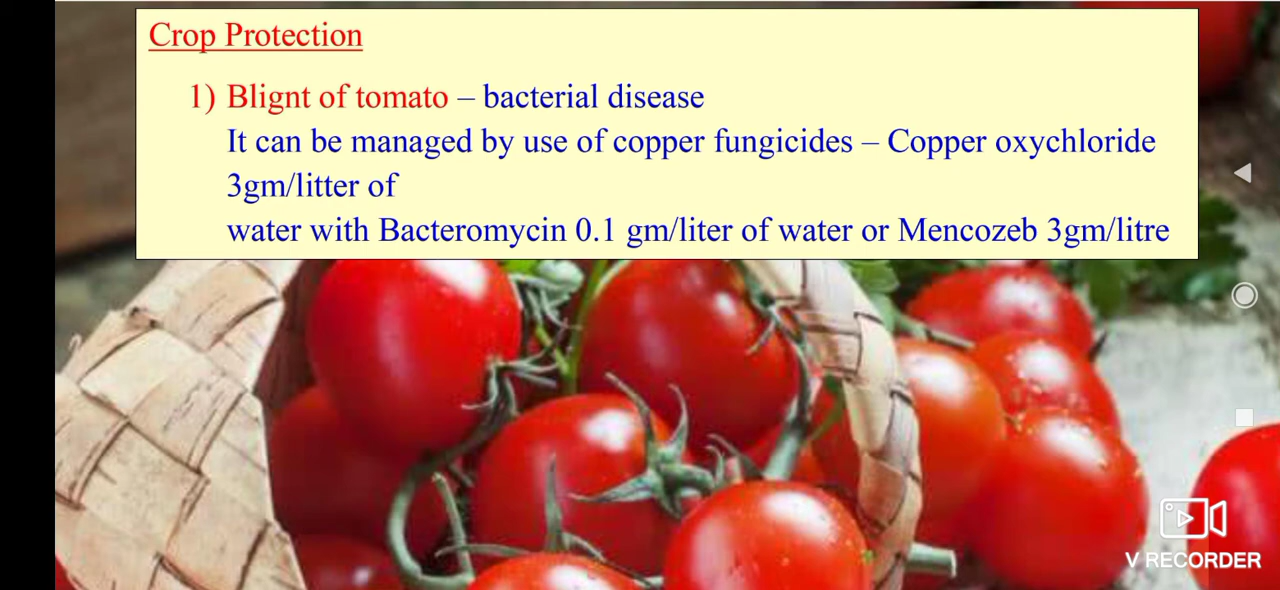 Crop Protection
1) Blignt of tomato – bacterial disease
It can be managed by use of copper fungicides – Copper oxychloride
3gm/litter of
water with Bacteromycin 0.1 gm/liter of water or Mencozeb 3gm/litre
V RECORDER